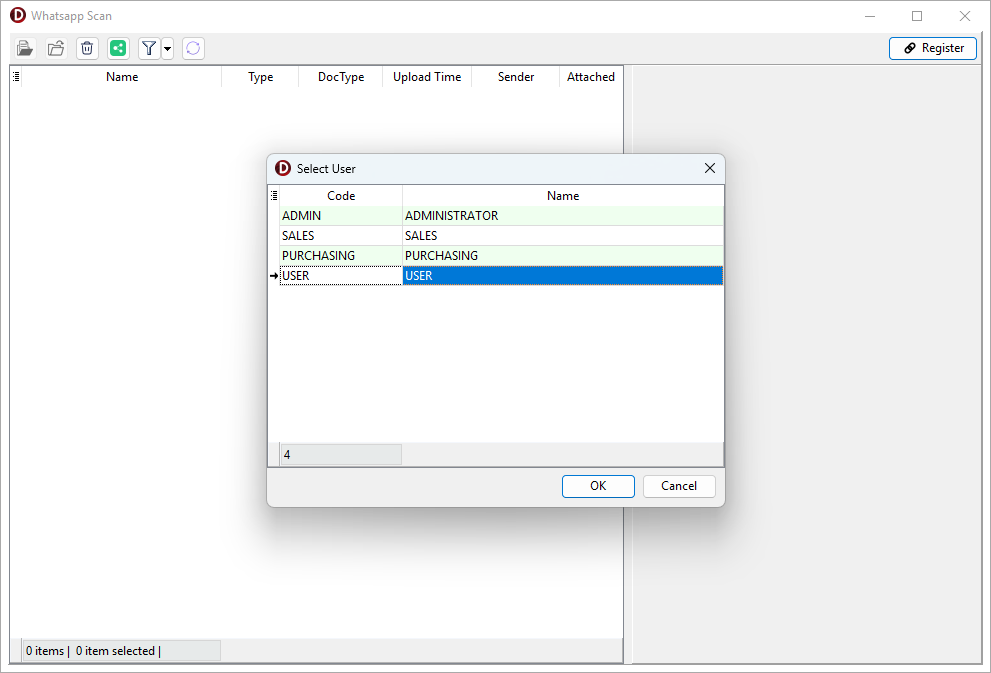 Whatsapp Scan
Register
Name Type DocType Upload Time Sender Attached
Select User
Code Name
ADMIN ADMINISTRATOR
SALES SALES
PURCHASING PURCHASING
USER USER
4
OK Cancel
0 items | 0 item selected |